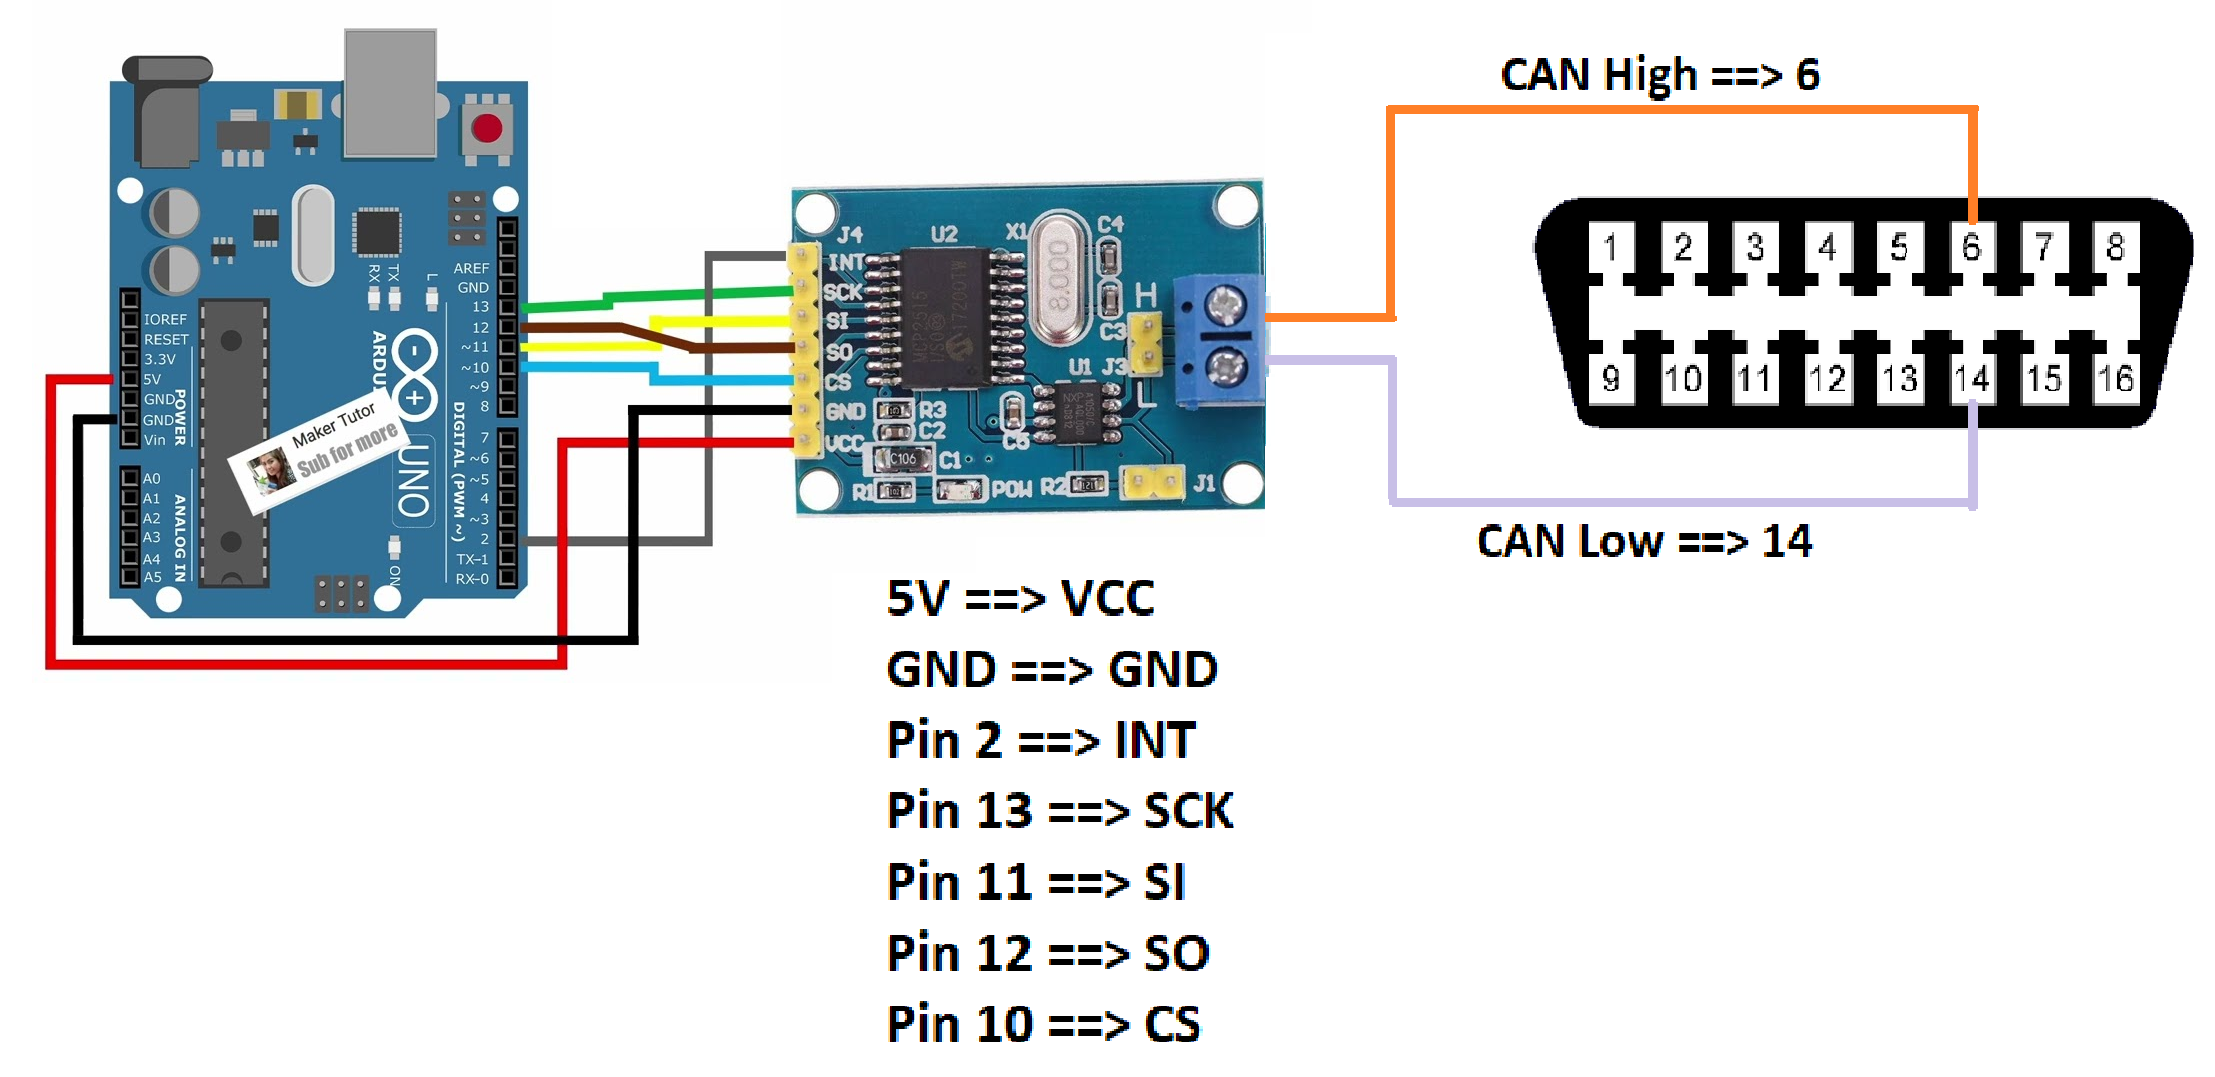 CAN High ==> 6
1 2 3 4 5 6 7 8
9 10 11 12 13 14 15 16
CAN Low ==> 14
RX
TX
L
AREF
GND
13
12
~11
~10
~9
8
7
~6
~5
4
~3
2
TX-1
RX-0
DIGITAL (PWM ~)
IOREF
RESET
3.3V
5V
GND
GND
Vin
POWER
A0
A1
A2
A3
A4
A5
ANALOG IN
UNO
ON
Maker Tutor
Sub for more
J4
INT
SCK
SI
SO
CS
GND
VCC
U2
X1
C4
8.000
C3
H
J3
L
U1
MCP2515
R3
C2
C106
C1
C5
R1
POW
R2
J1
5V ==> VCC
GND ==> GND
Pin 2 ==> INT
Pin 13 ==> SCK
Pin 11 ==> SI
Pin 12 ==> SO
Pin 10 ==> CS